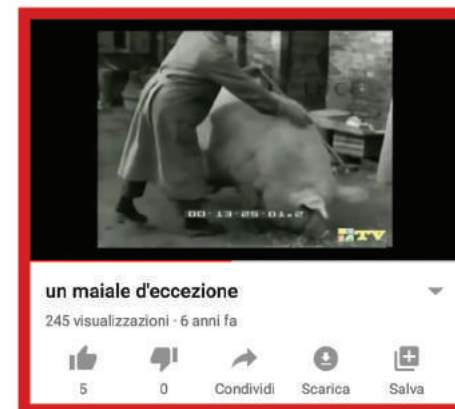 00-13-25-01.2
TV
un maiale d'eccezione
245 visualizzazioni · 6 anni fa
5
0
Condividi
Scarica
Salva